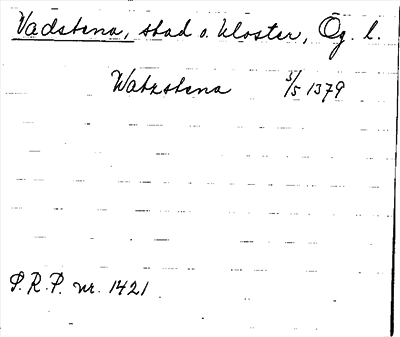 Vadstena, stad o. kloster, Ög. l.
Watzstena 3/5 1379
S.R.P. nr. 1421